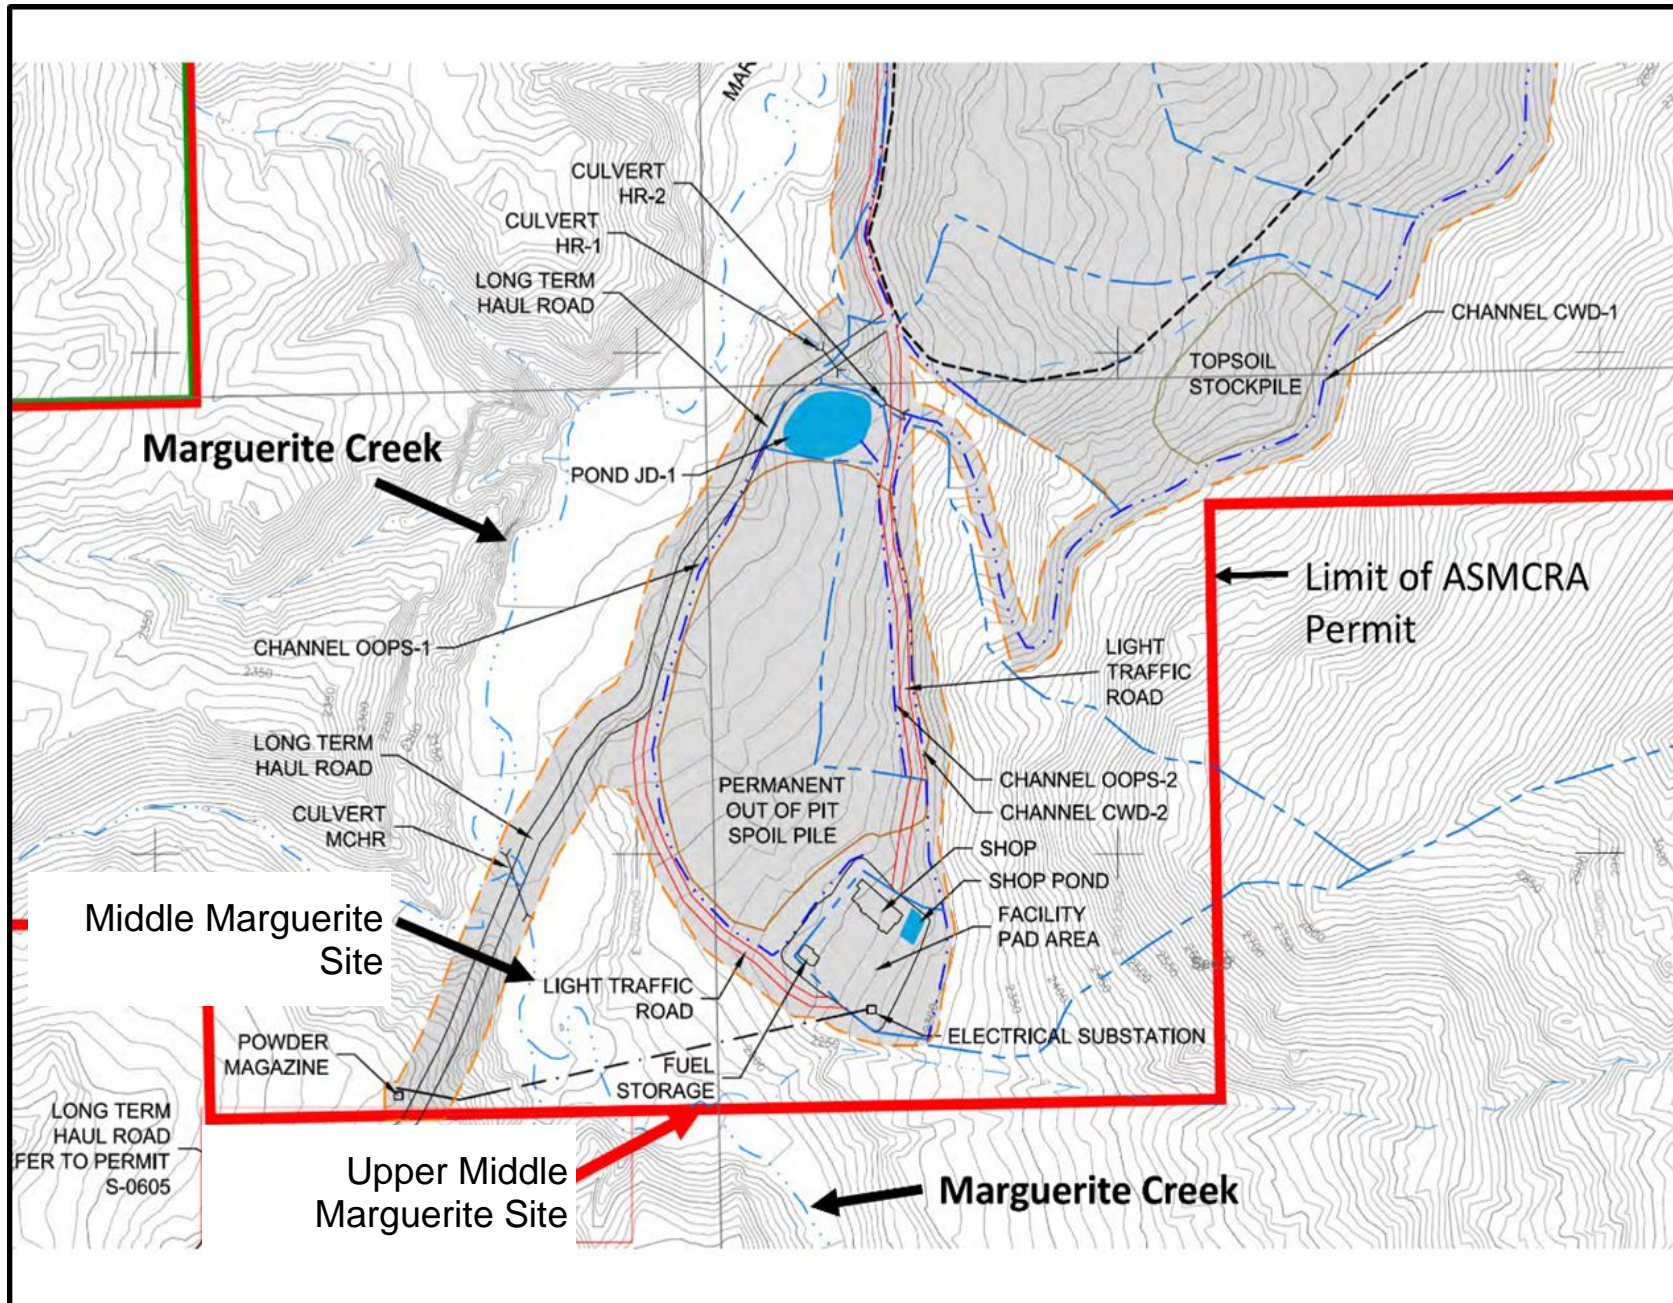 MAR
CULVERT
HR-2
CULVERT
HR-1
LONG TERM
HAUL ROAD
CHANNEL CWD-1
TOPSOIL
STOCKPILE
Marguerite Creek
POND JD-1
Limit of ASMCRA
Permit
CHANNEL OOPS-1
LIGHT
TRAFFIC
ROAD
2350
2350
LONG TERM
HAUL ROAD
CHANNEL OOPS-2
CHANNEL CWD-2
PERMANENT
OUT OF PIT
SPOIL PILE
CULVERT
MCHR
SHOP
SHOP POND
FACILITY
PAD AREA
Middle Marguerite
Site
LIGHT TRAFFIC
ROAD
ELECTRICAL SUBSTATION
POWDER
MAGAZINE
FUEL
STORAGE
2250
LONG TERM
HAUL ROAD
FER TO PERMIT
S-0605
Upper Middle
Marguerite Site
Marguerite Creek